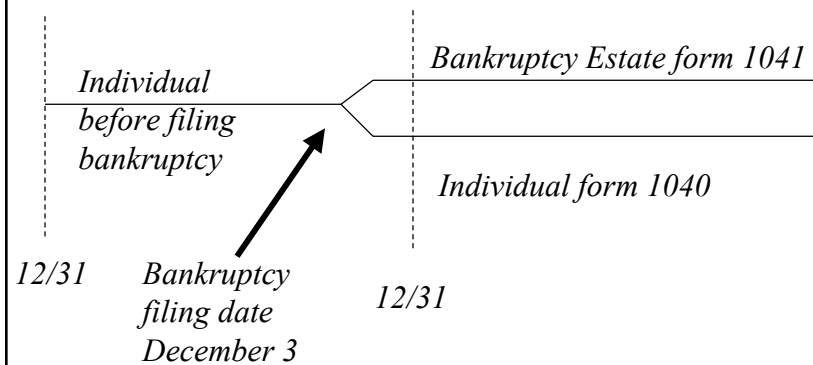 Bankruptcy Estate form 1041
Individual
before filing
bankruptcy
Individual form 1040
12/31
Bankruptcy
filing date
December 3
12/31